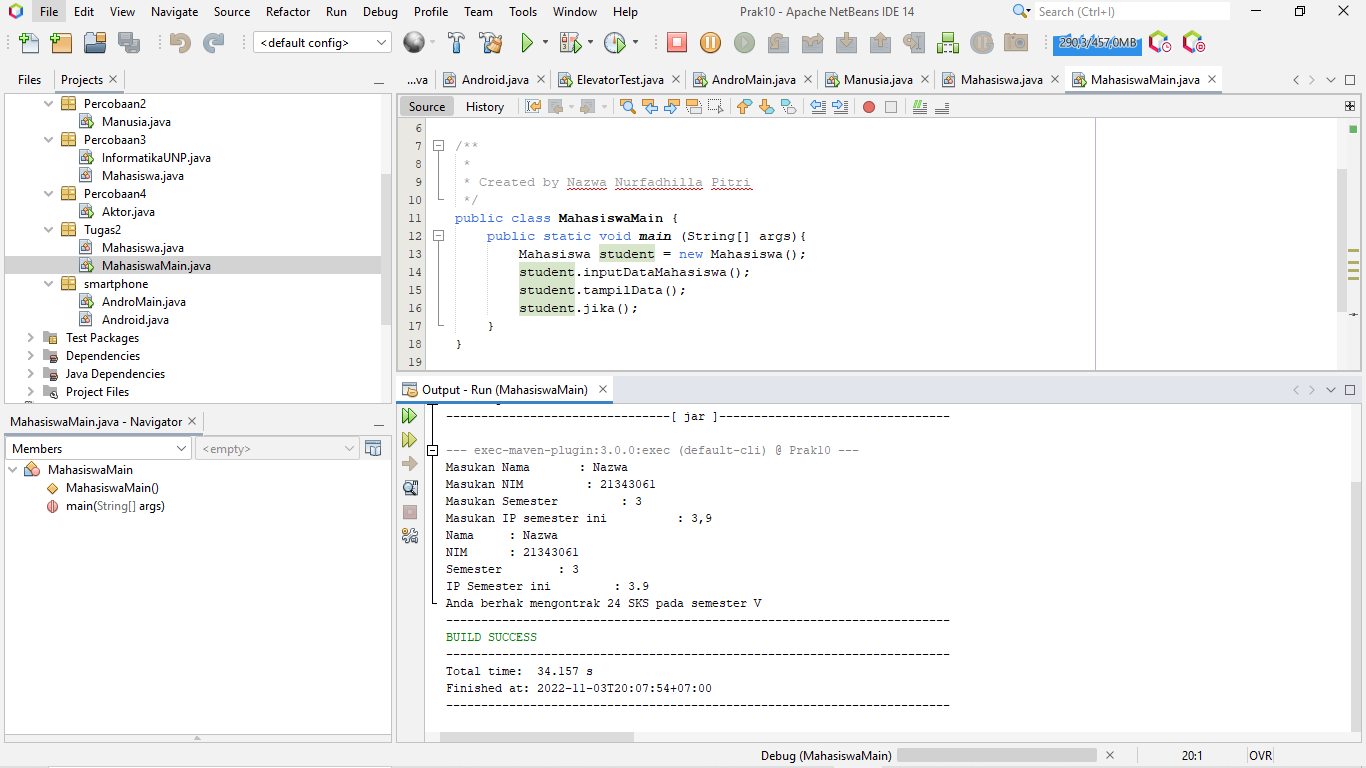 File Edit View Navigate Source Refactor Run Debug Profile Team Tools Window Help Prak10 - Apache NetBeans IDE 14 Search (Ctrl+I)
<default config> 290,3/457,0MB
Files Projects
...va Android.java ElevatorTest.java AndroMain.java Manusia.java Mahasiswa.java MahasiswaMain.java
Source History
Percobaan2
Manusia.java
Percobaan3
InformatikaUNP.java
Mahasiswa.java
Percobaan4
Aktor.java
Tugas2
Mahasiswa.java
MahasiswaMain.java
smartphone
AndroMain.java
Android.java
Test Packages
Dependencies
Java Dependencies
Project Files
6
7 /**
8 *
9 * Created by Nazwa Nurfadhilla Pitri
10 */
11 public class MahasiswaMain {
12 public static void main (String[] args){
13 Mahasiswa student = new Mahasiswa();
14 student.inputDataMahasiswa();
15 student.tampilData();
16 student.jika();
17 }
18 }
19
MahasiswaMain.java - Navigator
Members <empty>
MahasiswaMain
MahasiswaMain()
main(String[] args)
Output - Run (MahasiswaMain)
--------------------------------[ jar ]---------------------------------
--- exec-maven-plugin:3.0.0:exec (default-cli) @ Prak10 ---
Masukan Nama : Nazwa
Masukan NIM : 21343061
Masukan Semester : 3
Masukan IP semester ini : 3,9
Nama : Nazwa
NIM : 21343061
Semester : 3
IP Semester ini : 3.9
Anda berhak mengontrak 24 SKS pada semester V
------------------------------------------------------------------------
BUILD SUCCESS
------------------------------------------------------------------------
Total time: 34.157 s
Finished at: 2022-11-03T20:07:54+07:00
------------------------------------------------------------------------
Debug (MahasiswaMain) 20:1 OVR